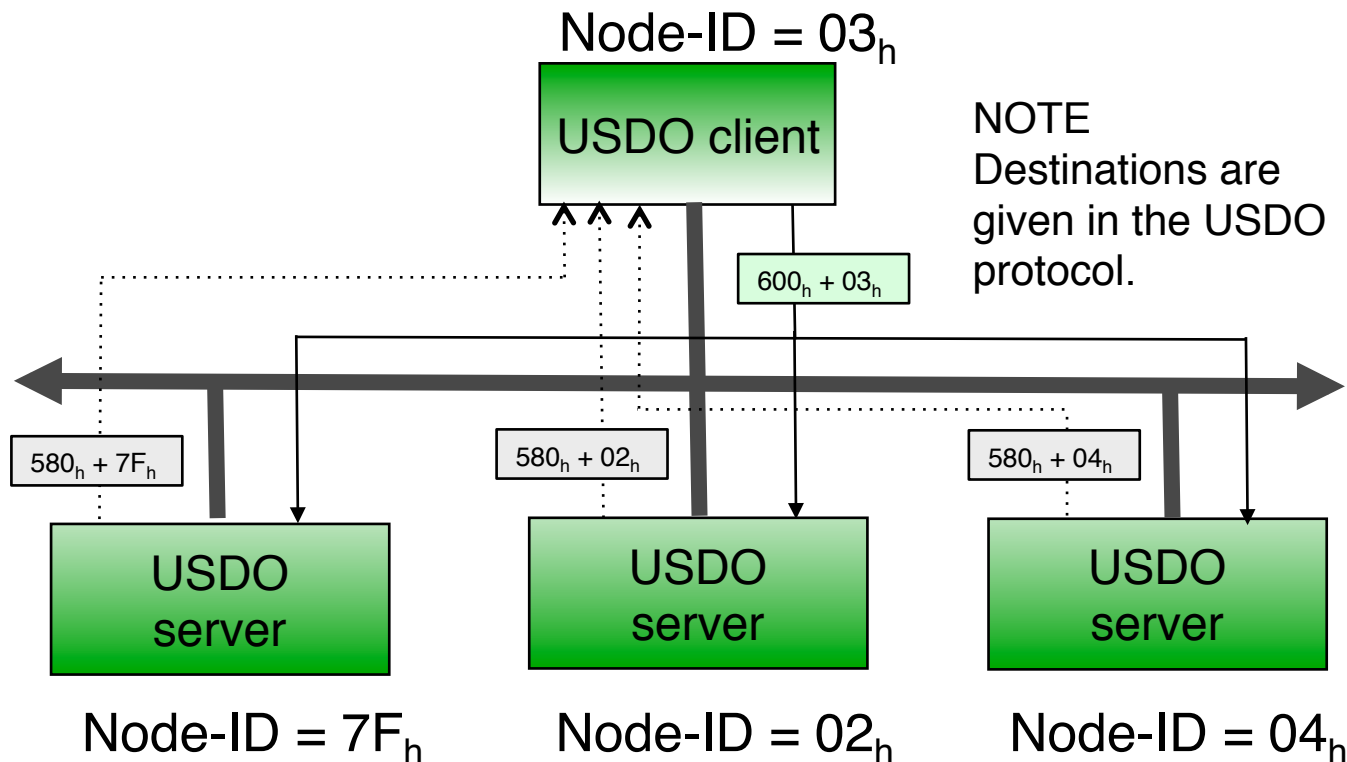 Node-ID = 03h
USDO client
NOTE
Destinations are
given in the USDO
protocol.
600h + 03h
580h + 7Fh
580h + 02h
580h + 04h
USDO
server
USDO
server
USDO
server
Node-ID = 7Fh
Node-ID = 02h
Node-ID = 04h